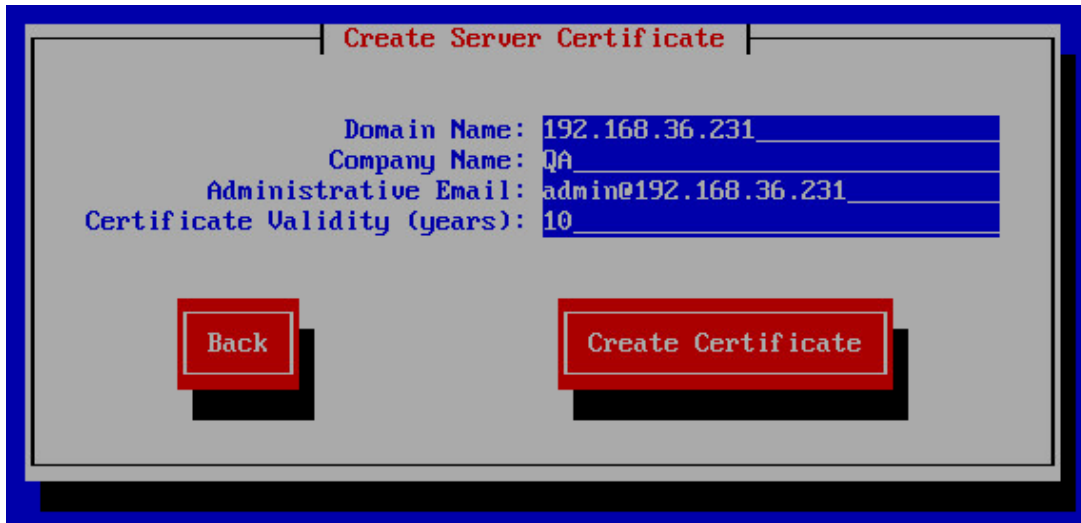 Create Server Certificate
Domain Name: 192.168.36.231
Company Name: QA
Administrative Email: admin@192.168.36.231
Certificate Validity (years): 10
Back
Create Certificate